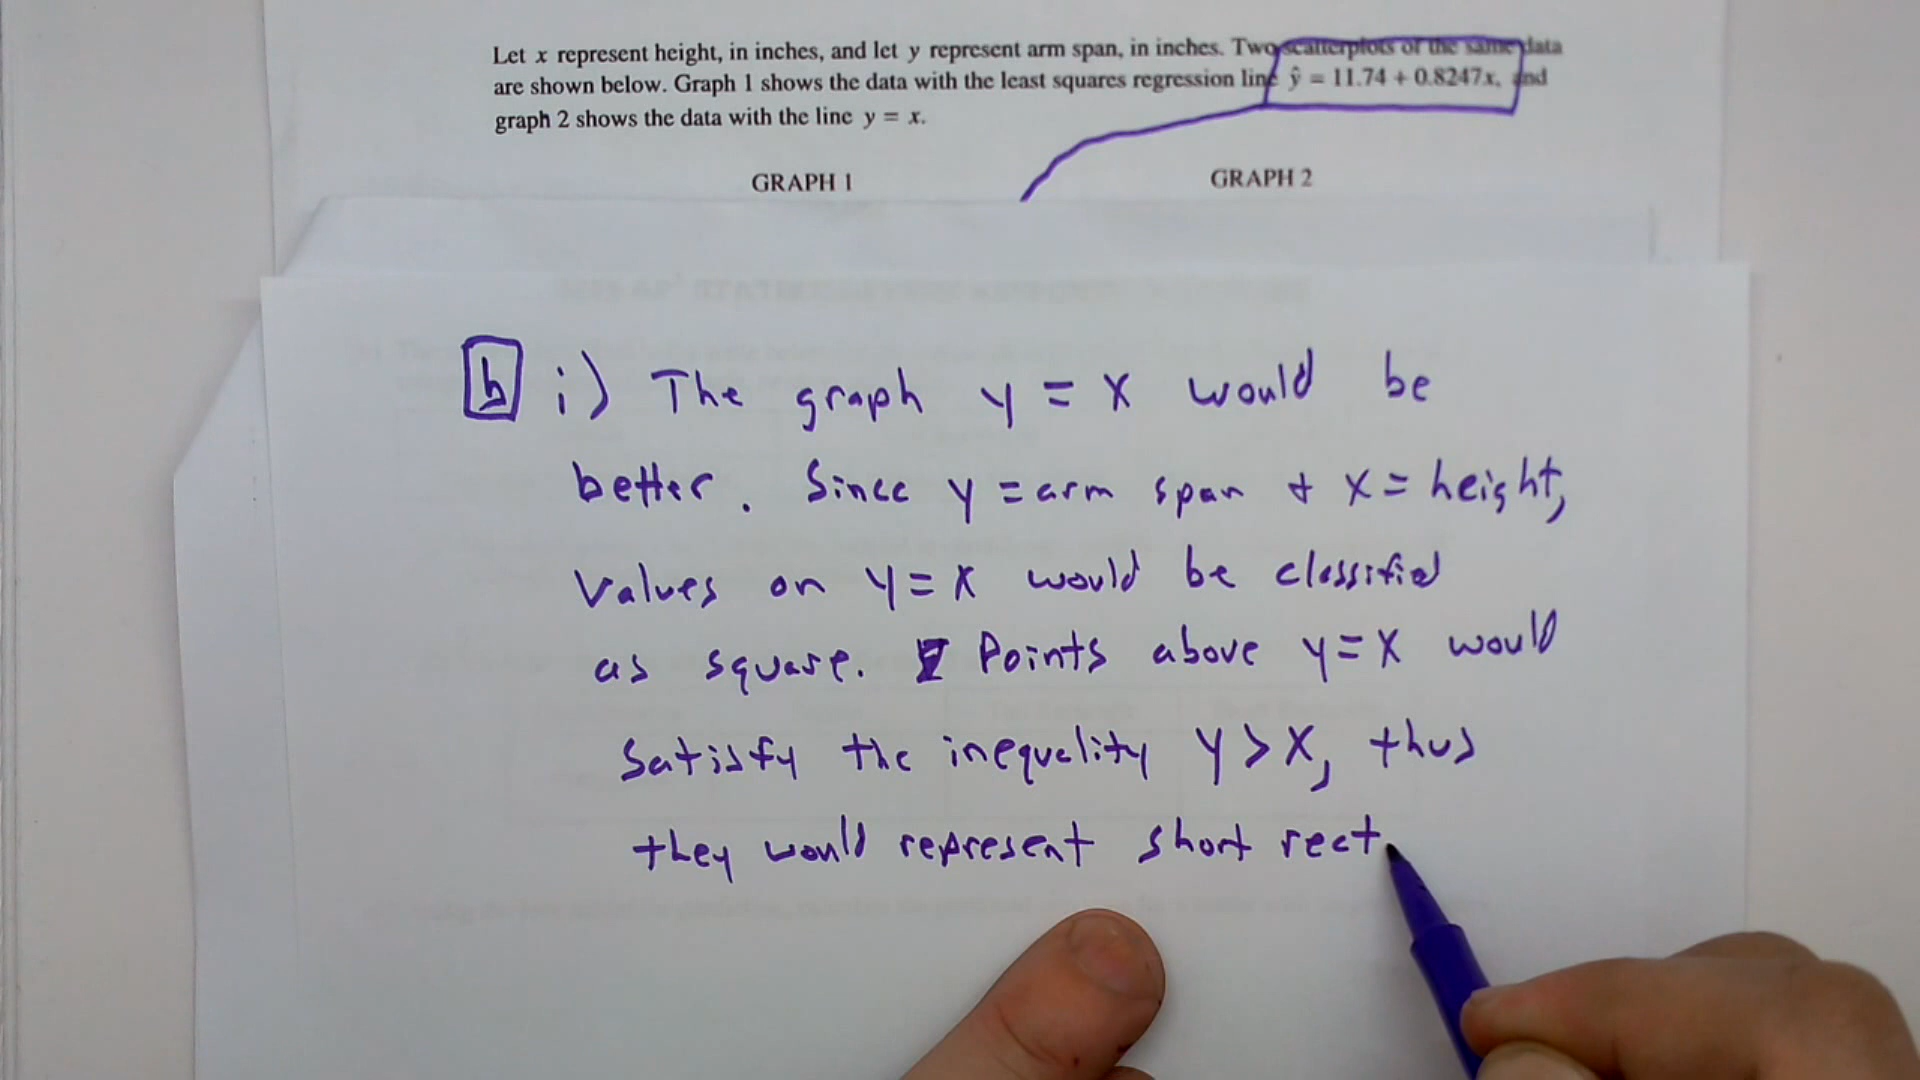 Let x represent height, in inches, and let y represent arm span, in inches. Two scatterplots of the same data
are shown below. Graph 1 shows the data with the least squares regression line ŷ = 11.74 + 0.8247x, and
graph 2 shows the data with the line y = x.
GRAPH 1 GRAPH 2
b i) The graph y = x would be
better. Since y = arm span + x = height,
values on y = x would be classified
as square. Points above y = x would
satisfy the inequality y > x, thus
they would represent short rect